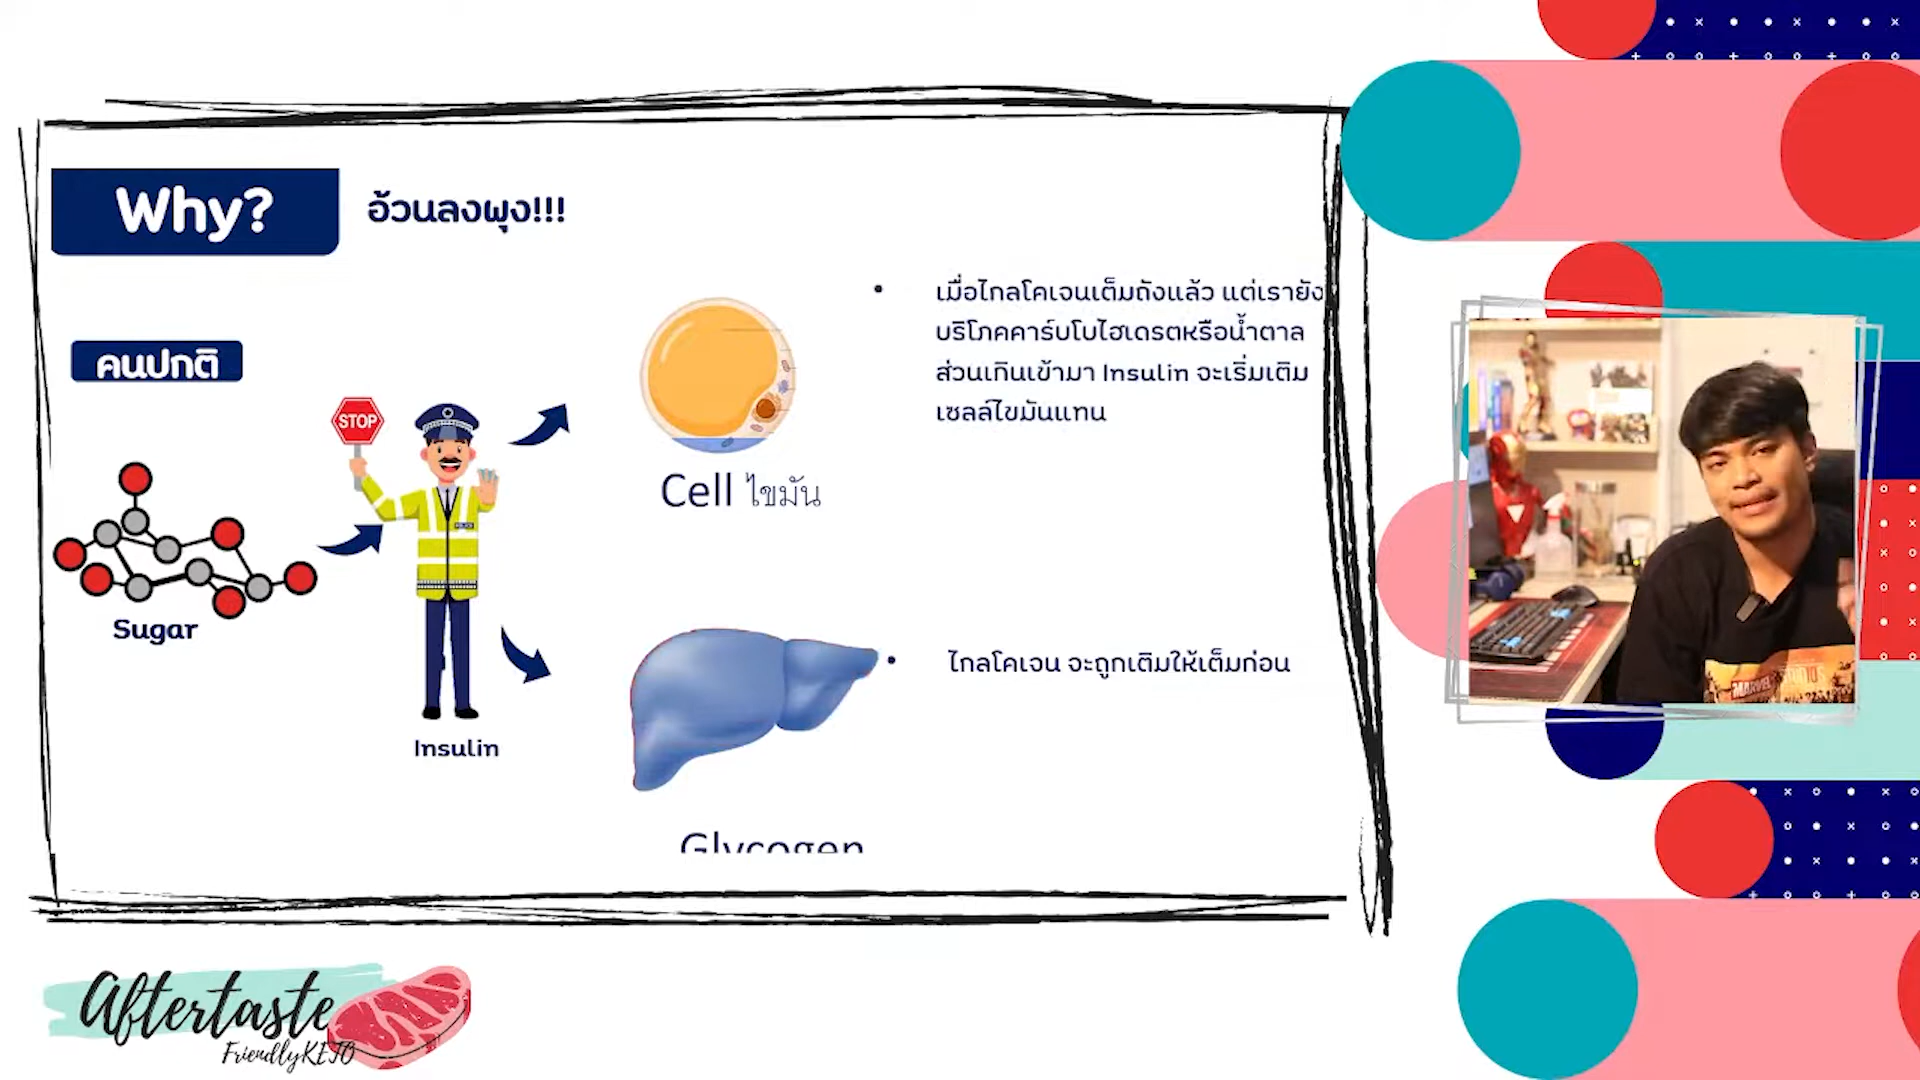 Why?
อ้วนลงพุง!!!
คนปกติ
STOP
POLICE
Sugar
Insulin
Cell ไขมัน
Glycogen
เมื่อไกลโคเจนเต็มถังแล้ว แต่เรายัง
บริโภคคาร์บโบไฮเดรตหรือน้ำตาล
ส่วนเกินเข้ามา Insulin จะเริ่มเติม
เซลล์ไขมันแทน
ไกลโคเจน จะถูกเติมให้เต็มก่อน
MARVEL
Aftertaste
FriendlyKETO